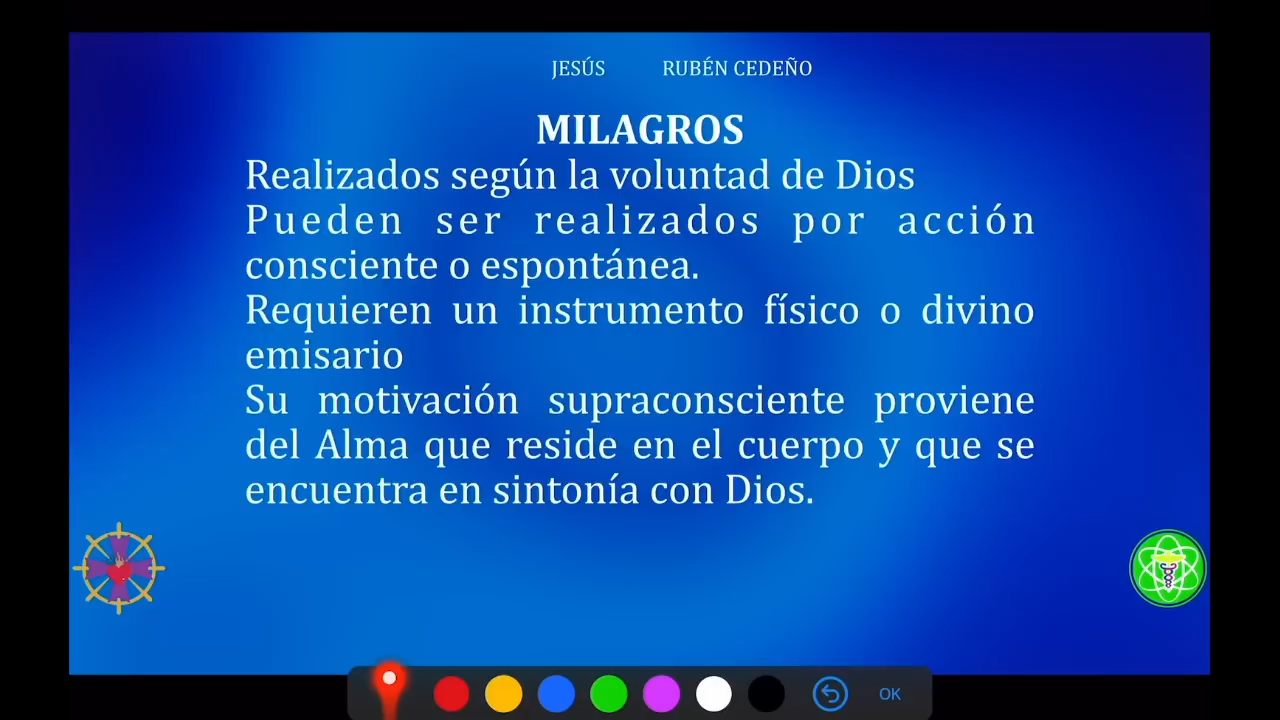 JESÚS RUBÉN CEDEÑO
MILAGROS
Realizados según la voluntad de Dios
Pueden ser realizados por acción
consciente o espontánea.
Requieren un instrumento físico o divino
emisario
Su motivación supraconsciente proviene
del Alma que reside en el cuerpo y que se
encuentra en sintonía con Dios.
OK